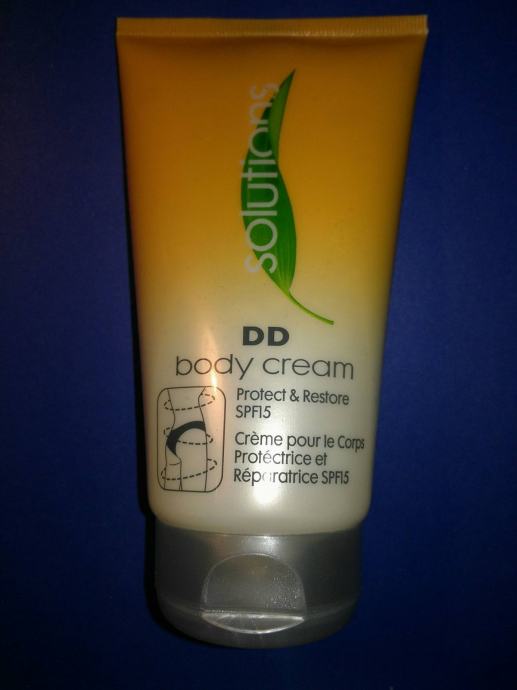 solutions
DD
body cream
Protect & Restore
SPF15
Crème pour le Corps
Protéctrice et
Réparatrice SPF15